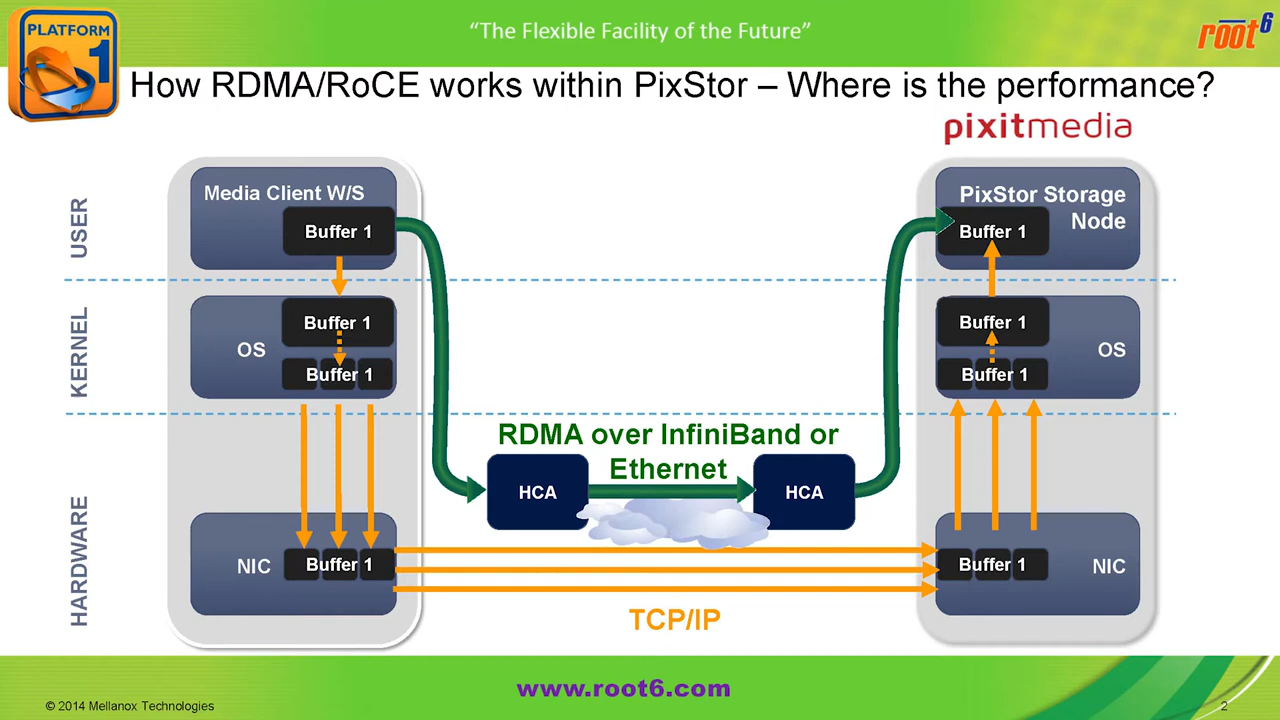 PLATFORM
1
“The Flexible Facility of the Future”
root6
How RDMA/RoCE works within PixStor – Where is the performance?
pixitmedia
USER
KERNEL
HARDWARE
Media Client W/S
Buffer 1
OS
Buffer 1
Buffer 1
NIC
Buffer 1
RDMA over InfiniBand or
Ethernet
HCA
HCA
TCP/IP
PixStor Storage
Node
Buffer 1
Buffer 1
OS
Buffer 1
Buffer 1
NIC
www.root6.com
© 2014 Mellanox Technologies
2